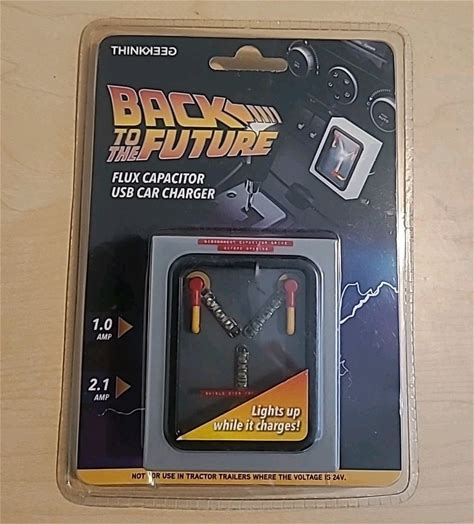 THINKGEEK
BACK
TO THE FUTURE
FLUX CAPACITOR
USB CAR CHARGER
1.0
AMP
2.1
AMP
Lights up
while it charges!
NOT FOR USE IN TRACTOR TRAILERS WHERE THE VOLTAGE IS 24V.